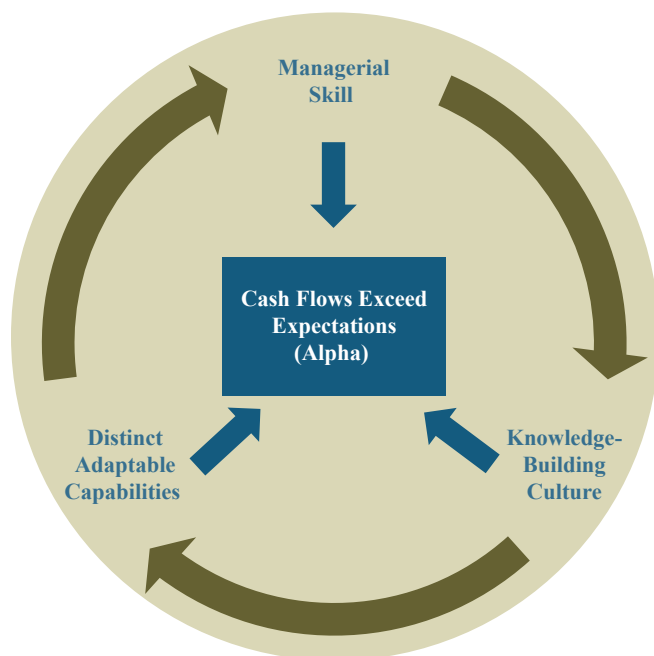 Managerial
Skill
Cash Flows Exceed
Expectations
(Alpha)
Distinct
Adaptable
Capabilities
Knowledge-
Building
Culture